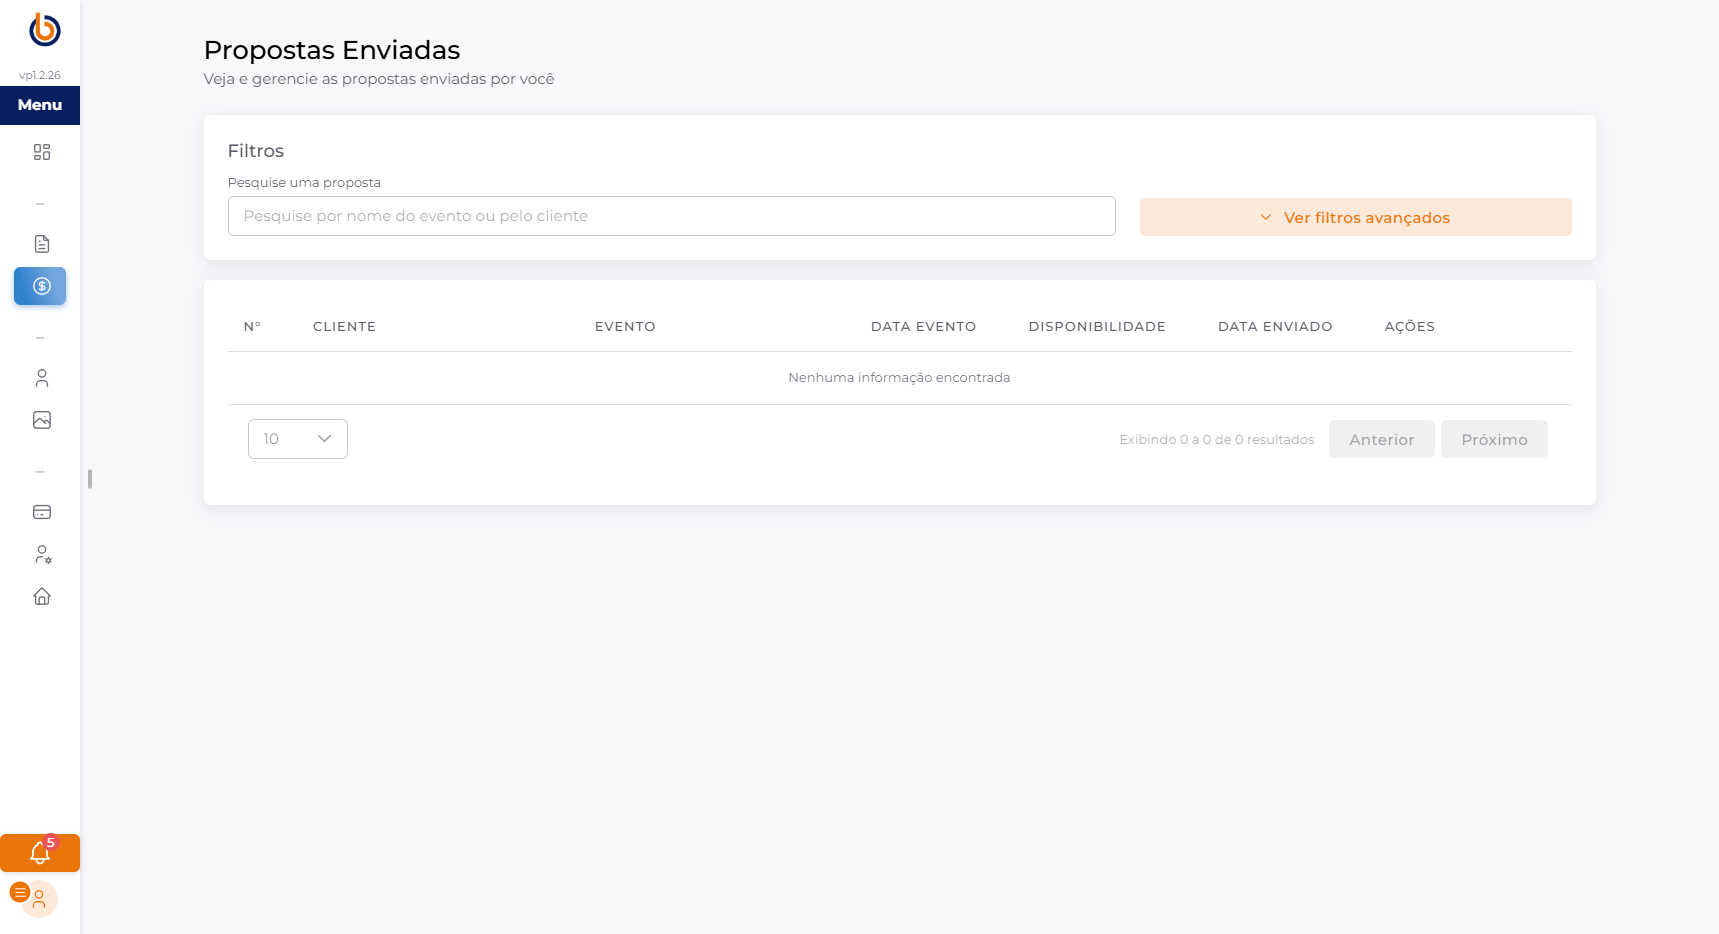 vp1.2.26
Menu
Propostas Enviadas
Veja e gerencie as propostas enviadas por você
Filtros
Pesquise uma proposta
Pesquise por nome do evento ou pelo cliente
Ver filtros avançados
N° CLIENTE EVENTO DATA EVENTO DISPONIBILIDADE DATA ENVIADO AÇÕES
Nenhuma informação encontrada
10
Exibindo 0 a 0 de 0 resultados
Anterior
Próximo
5